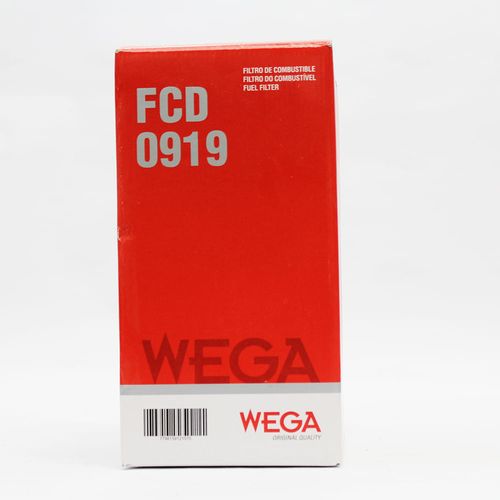 FCD
0919
FILTRO DE COMBUSTIBLE
FILTRO DO COMBUSTÍVEL
FUEL FILTER
WEGA
WEGA
ORIGINAL QUALITY